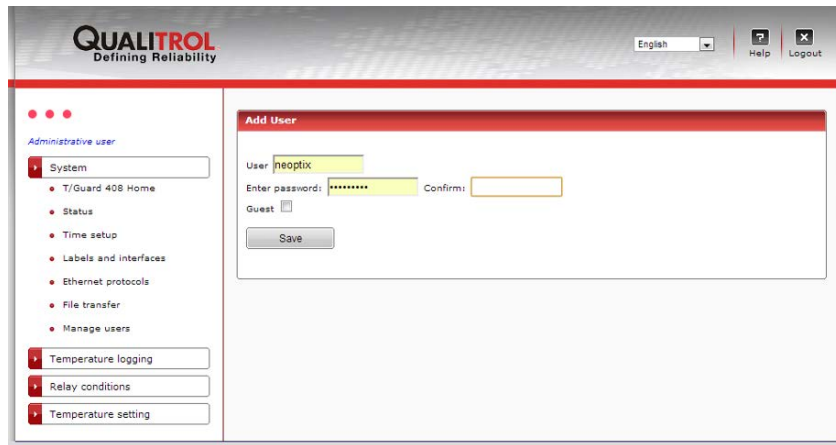 QUALITROL
Defining Reliability
English
?
Help
X
Logout
Administrative user
System
T/Guard 408 Home
Status
Time setup
Labels and interfaces
Ethernet protocols
File transfer
Manage users
Temperature logging
Relay conditions
Temperature setting
Add User
User neoptix
Enter password: ••••••••• Confirm:
Guest
Save